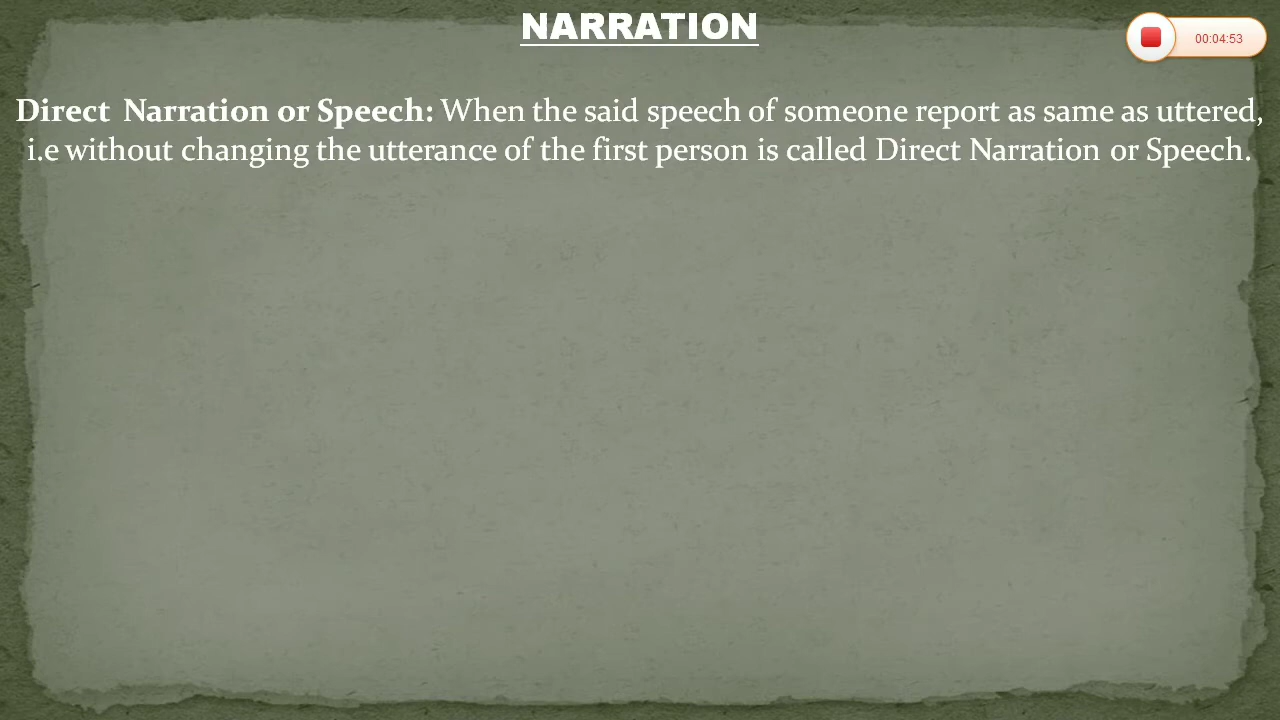 NARRATION
00:04:53
Direct Narration or Speech: When the said speech of someone report as same as uttered,
i.e without changing the utterance of the first person is called Direct Narration or Speech.